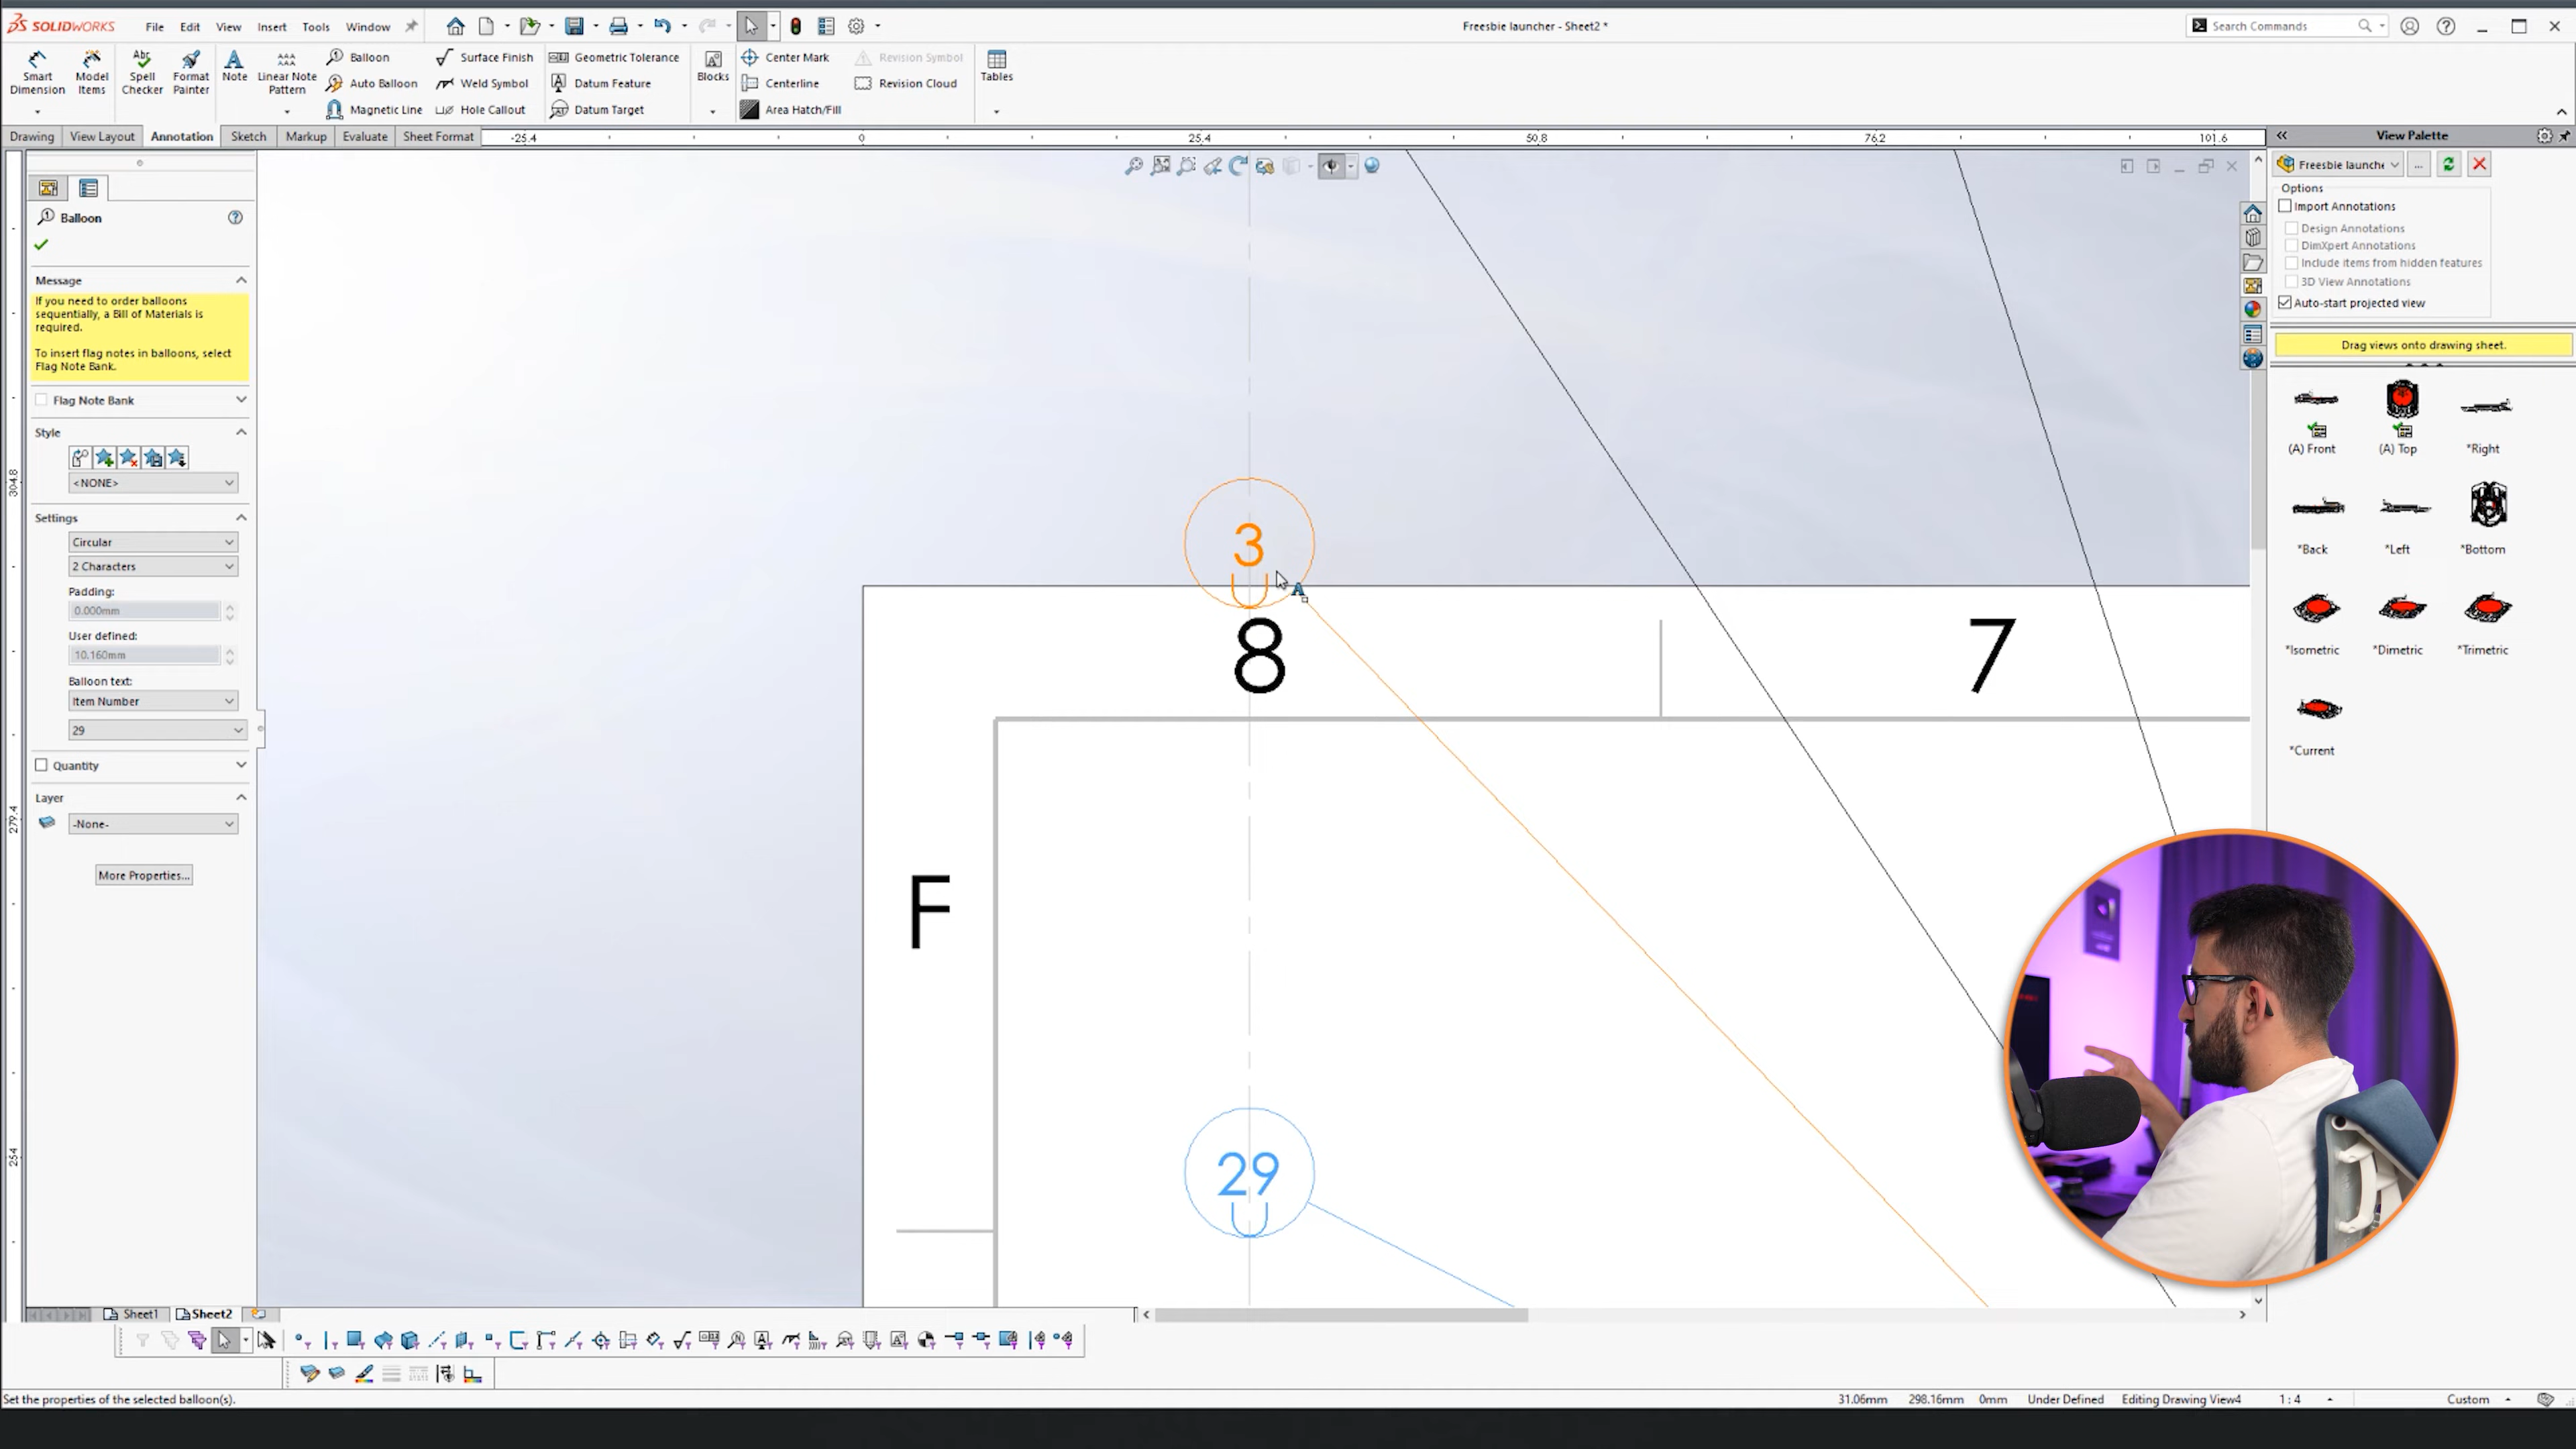 SOLIDWORKS File Edit View Insert Tools Window
Freesbie launcher - Sheet2 *
Search Commands
Smart Dimension
Model Items
Spell Checker
Format Painter
Note
Linear Note Pattern
Balloon
Auto Balloon
Magnetic Line
Surface Finish
Weld Symbol
Hole Callout
Geometric Tolerance
Datum Feature
Datum Target
Blocks
Center Mark
Centerline
Area Hatch/Fill
Revision Symbol
Revision Cloud
Tables
Drawing View Layout Annotation Sketch Markup Evaluate Sheet Format
-25.4 0 25.4 50.8 76.2 101.6
304.8
279.4
254
Balloon
Message
If you need to order balloons
sequentially, a Bill of Materials is
required.
To insert flag notes in balloons, select
Flag Note Bank.
Flag Note Bank
Style
<NONE>
Settings
Circular
2 Characters
Padding:
0.000mm
User defined:
10.160mm
Balloon text:
Item Number
29
Quantity
Layer
-None-
More Properties...
3
8
7
F
29
View Palette
Freesbie launche
...
Options
Import Annotations
Design Annotations
DimXpert Annotations
Include items from hidden features
3D View Annotations
Auto-start projected view
Drag views onto drawing sheet.
(A) Front (A) Top *Right
*Back *Left *Bottom
*Isometric *Dimetric *Trimetric
*Current
Sheet1 Sheet2
Set the properties of the selected balloon(s).
31.06mm 298.16mm 0mm Under Defined Editing Drawing View4 1:4 Custom